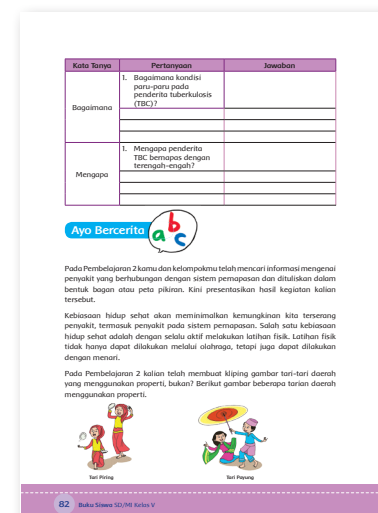 Kata Tanya Pertanyaan Jawaban
Bagaimana
1. Bagaimana kondisi
paru-paru pada
penderita tuberkulosis
(TBC)?
Mengapa
1. Mengapa penderita
TBC bernapas dengan
terengah-engah?
Ayo Bercerita
abc
Pada Pembelajaran 2 kamu dan kelompokmu telah mencari informasi mengenai
penyakit yang berhubungan dengan sistem pernapasan dan dituliskan dalam
bentuk bagan atau peta pikiran. Kini presentasikan hasil kegiatan kalian
tersebut.
Kebiasaan hidup sehat akan meminimalkan kemungkinan kita terserang
penyakit, termasuk penyakit pada sistem pernapasan. Salah satu kebiasaan
hidup sehat adalah dengan selalu aktif melakukan latihan fisik. Latihan fisik
tidak hanya dapat dilakukan melalui olahraga, tetapi juga dapat dilakukan
dengan menari.
Pada Pembelajaran 2 kalian telah membuat kliping gambar tari-tari daerah
yang menggunakan properti, bukan? Berikut gambar beberapa tarian daerah
menggunakan properti.
Tari Piring
Tari Payung
82 Buku Siswa SD/MI Kelas V